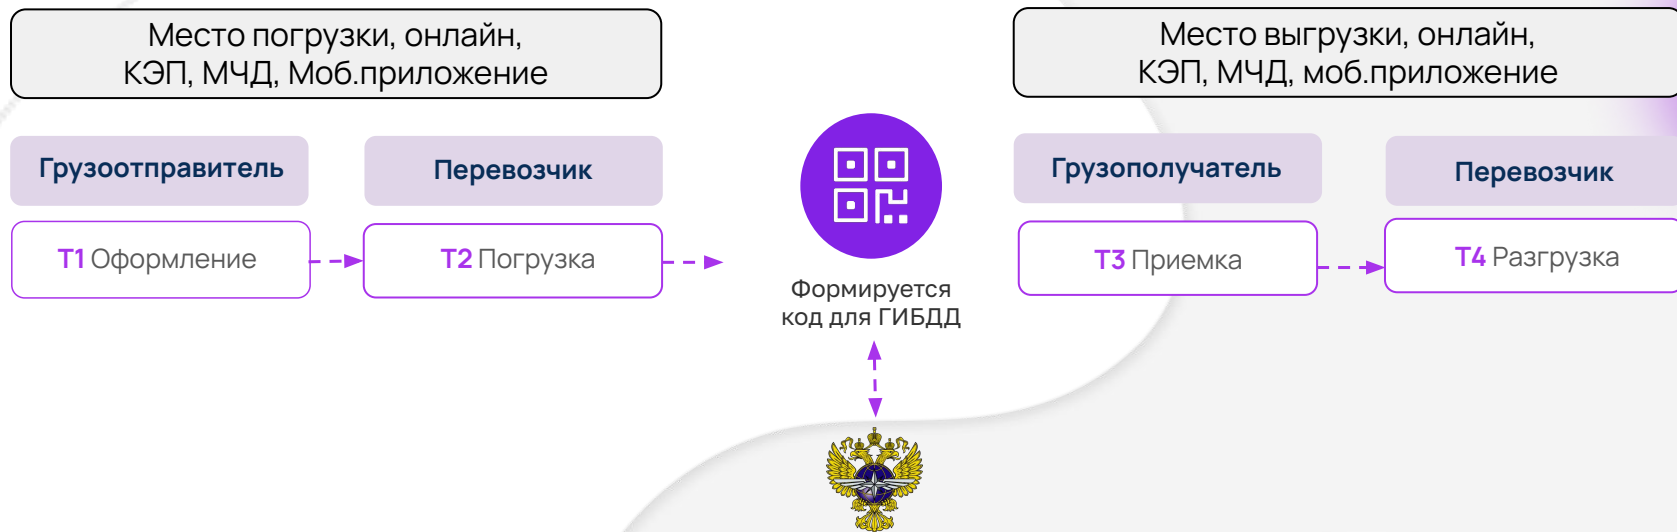 Место погрузки, онлайн,
КЭП, МЧД, Моб.приложение
Грузоотправитель
Перевозчик
Т1 Оформление
Т2 Погрузка
Формируется
код для ГИБДД
Место выгрузки, онлайн,
КЭП, МЧД, моб.приложение
Грузополучатель
Перевозчик
Т3 Приемка
Т4 Разгрузка